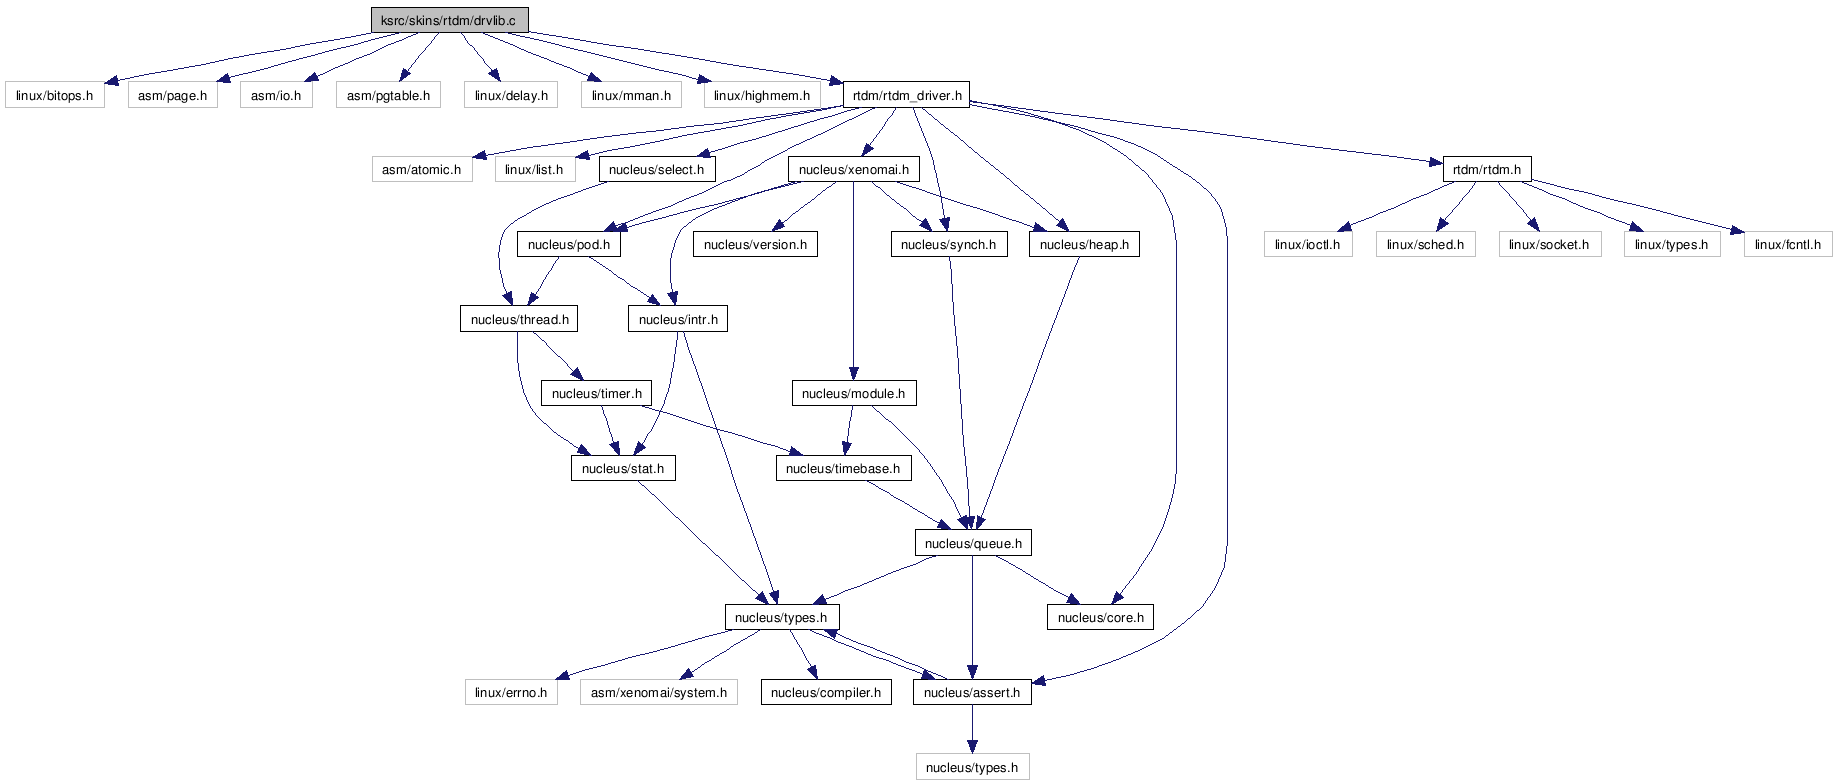 ksrc/skins/rtdm/drvlib.c
linux/bitops.h
asm/page.h
asm/io.h
asm/pgtable.h
linux/delay.h
linux/mman.h
linux/highmem.h
rtdm/rtdm_driver.h
asm/atomic.h
linux/list.h
nucleus/select.h
nucleus/xenomai.h
rtdm/rtdm.h
nucleus/pod.h
nucleus/version.h
nucleus/synch.h
nucleus/heap.h
linux/ioctl.h
linux/sched.h
linux/socket.h
linux/types.h
linux/fcntl.h
nucleus/thread.h
nucleus/intr.h
nucleus/timer.h
nucleus/module.h
nucleus/stat.h
nucleus/timebase.h
nucleus/queue.h
nucleus/types.h
nucleus/core.h
linux/errno.h
asm/xenomai/system.h
nucleus/compiler.h
nucleus/assert.h
nucleus/types.h